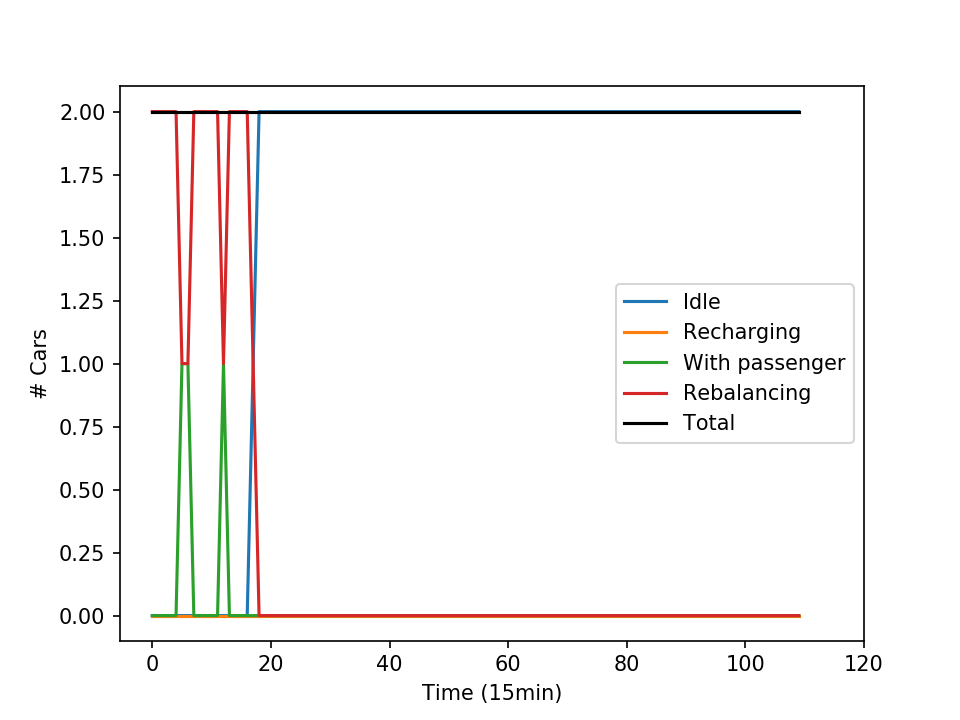 2.00
1.75
1.50
1.25
1.00
0.75
0.50
0.25
0.00
# Cars
Idle
Recharging
With passenger
Rebalancing
Total
0 20 40 60 80 100 120
Time (15min)